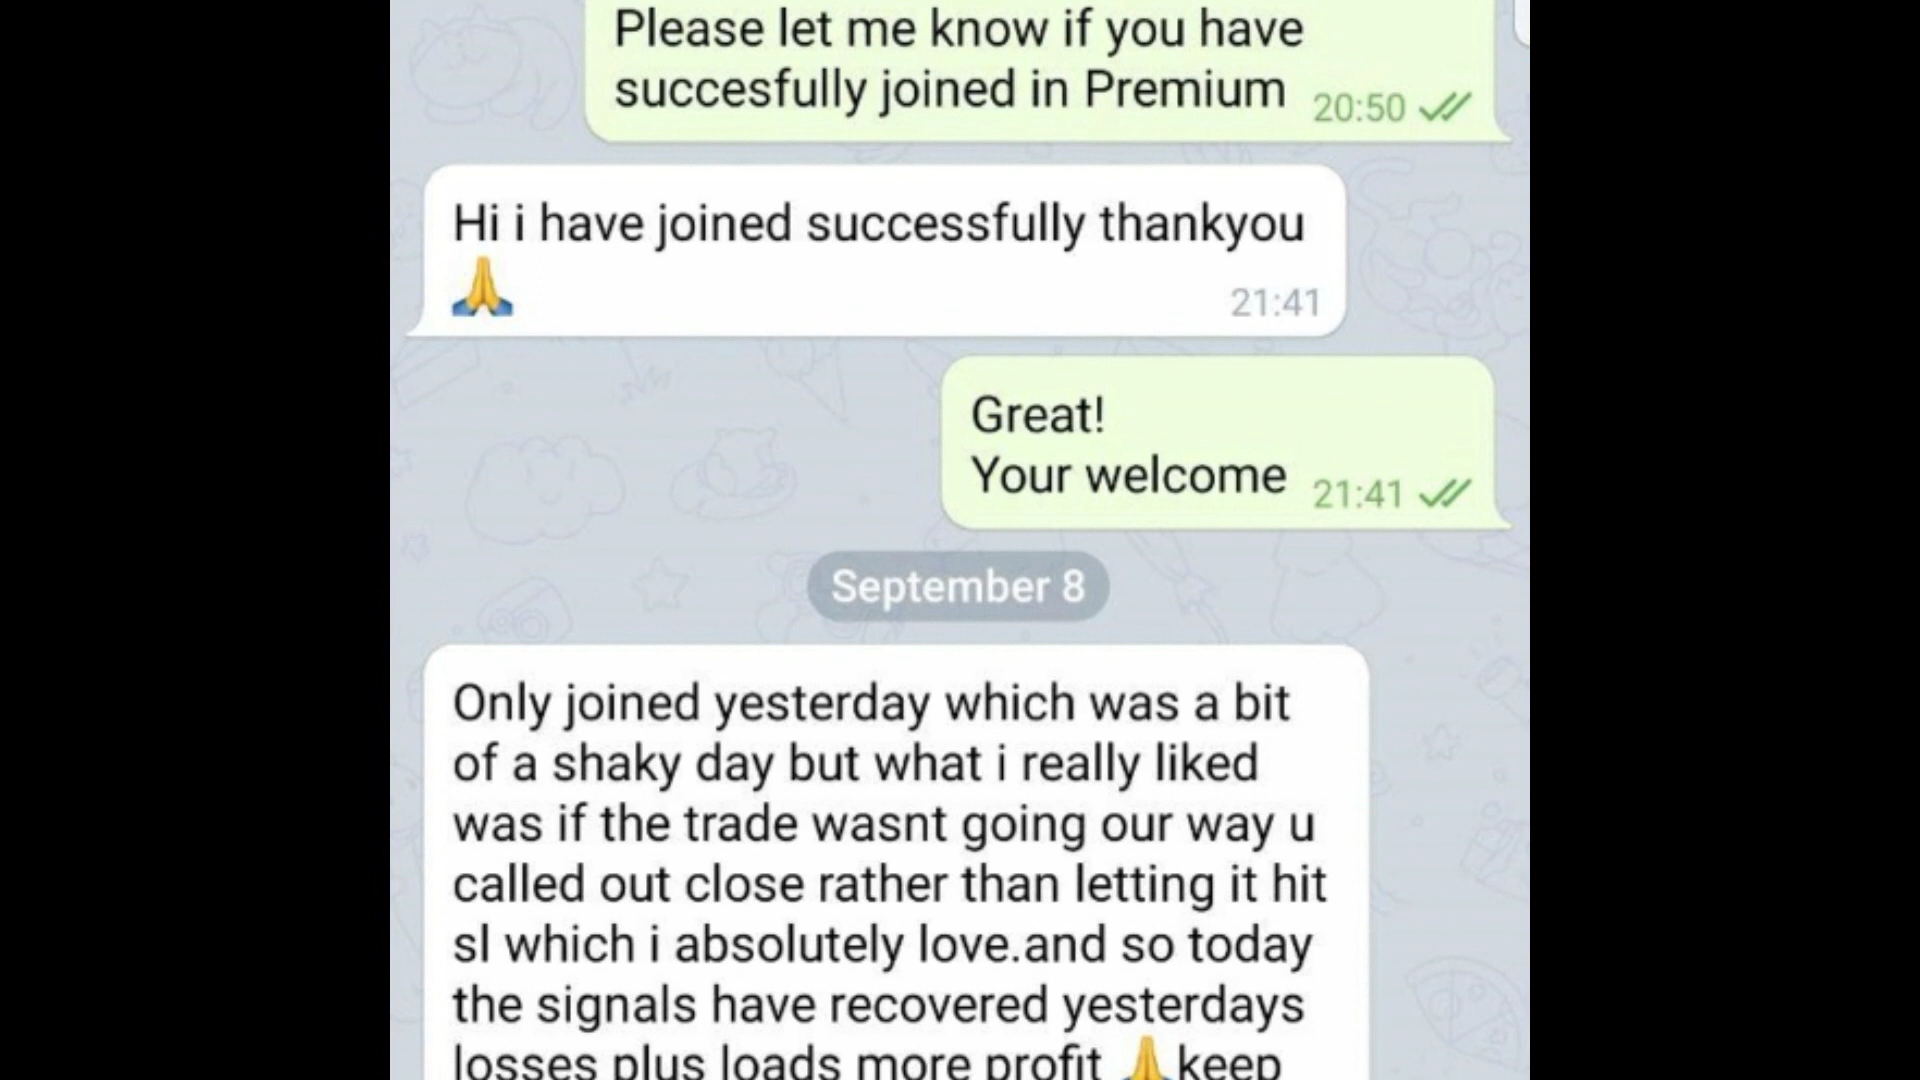 Please let me know if you have
succesfully joined in Premium 20:50
Hi i have joined successfully thankyou
🙏 21:41
Great!
Your welcome 21:41
September 8
Only joined yesterday which was a bit
of a shaky day but what i really liked
was if the trade wasnt going our way u
called out close rather than letting it hit
sl which i absolutely love.and so today
the signals have recovered yesterdays
losses plus loads more profit 🙏keep